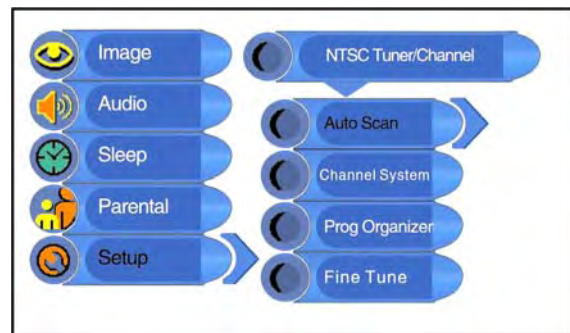 Image
Audio
Sleep
Parental
Setup
NTSC Tuner/Channel
Auto Scan
Channel System
Prog Organizer
Fine Tune